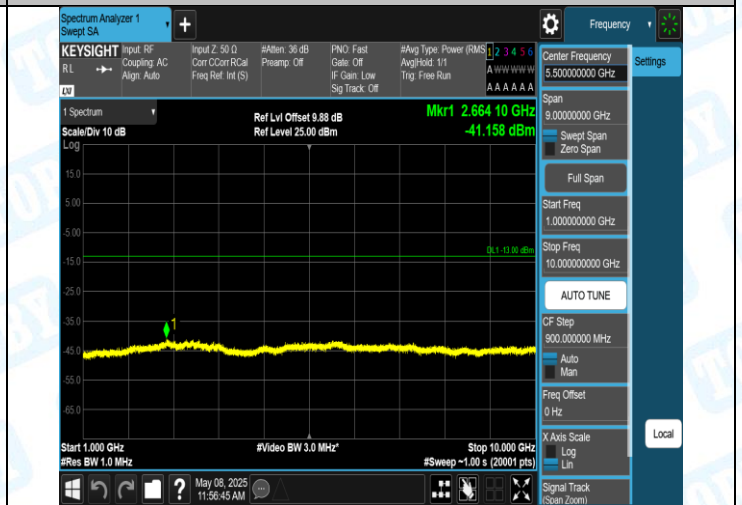 Spectrum Analyzer 1
Swept SA
+
Frequency
KEYSIGHT
RL
LXI
Input: RF
Coupling: AC
Align: Auto
Input Z: 50 Ω
Corr CCorr RCal
Freq Ref: Int (S)
#Atten: 36 dB
Preamp: Off
PNO: Fast
Gate: Off
IF Gain: Low
Sig Track: Off
#Avg Type: Power (RMS
Avg|Hold: 1/1
Trig: Free Run
1 2 3 4 5 6
A W W W W W
A A A A A A
1 Spectrum
Scale/Div 10 dB
Log
Ref Lvl Offset 9.88 dB
Ref Level 25.00 dBm
Mkr1 2.664 10 GHz
-41.158 dBm
15.0
5.00
-5.00
DL1 -13.00 dBm
-15.0
-25.0
-35.0
1
-45.0
-55.0
-65.0
Start 1.000 GHz
#Res BW 1.0 MHz
#Video BW 3.0 MHz*
Stop 10.000 GHz
#Sweep ~1.00 s (20001 pts)
?
May 08, 2025
11:56:45 AM
Center Frequency
5.500000000 GHz
Span
9.00000000 GHz
Swept Span
Zero Span
Full Span
Start Freq
1.000000000 GHz
Stop Freq
10.000000000 GHz
AUTO TUNE
CF Step
900.000000 MHz
Auto
Man
Freq Offset
0 Hz
X Axis Scale
Log
Lin
Signal Track
(Span Zoom)
Settings
Local